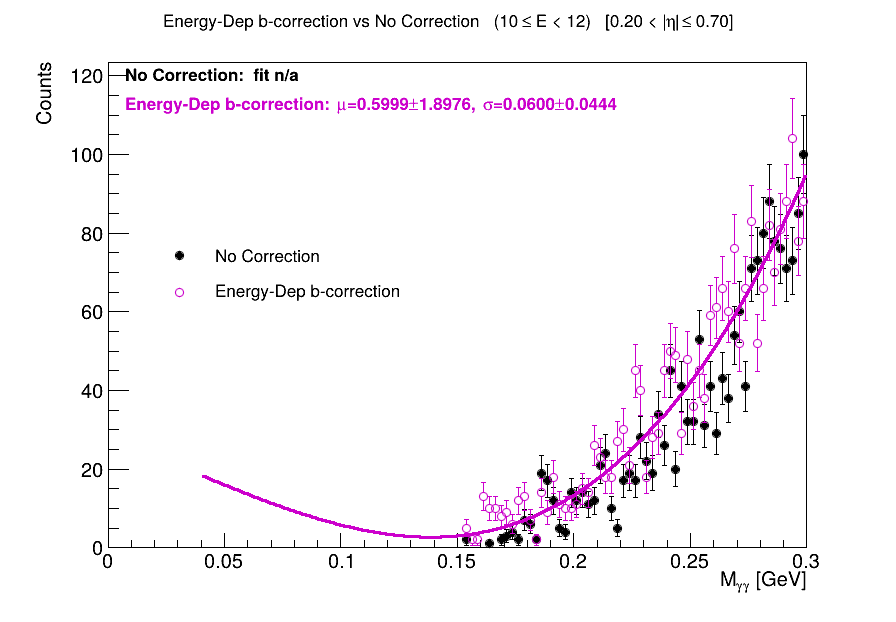 Energy-Dep b-correction vs No Correction (10 ≤ E < 12) [0.20 < |η| ≤ 0.70]
Counts
No Correction: fit n/a
Energy-Dep b-correction: μ=0.5999±1.8976, σ=0.0600±0.0444
No Correction
Energy-Dep b-correction
120
100
80
60
40
20
0
0 0.05 0.1 0.15 0.2 0.25 0.3
Mγγ [GeV]